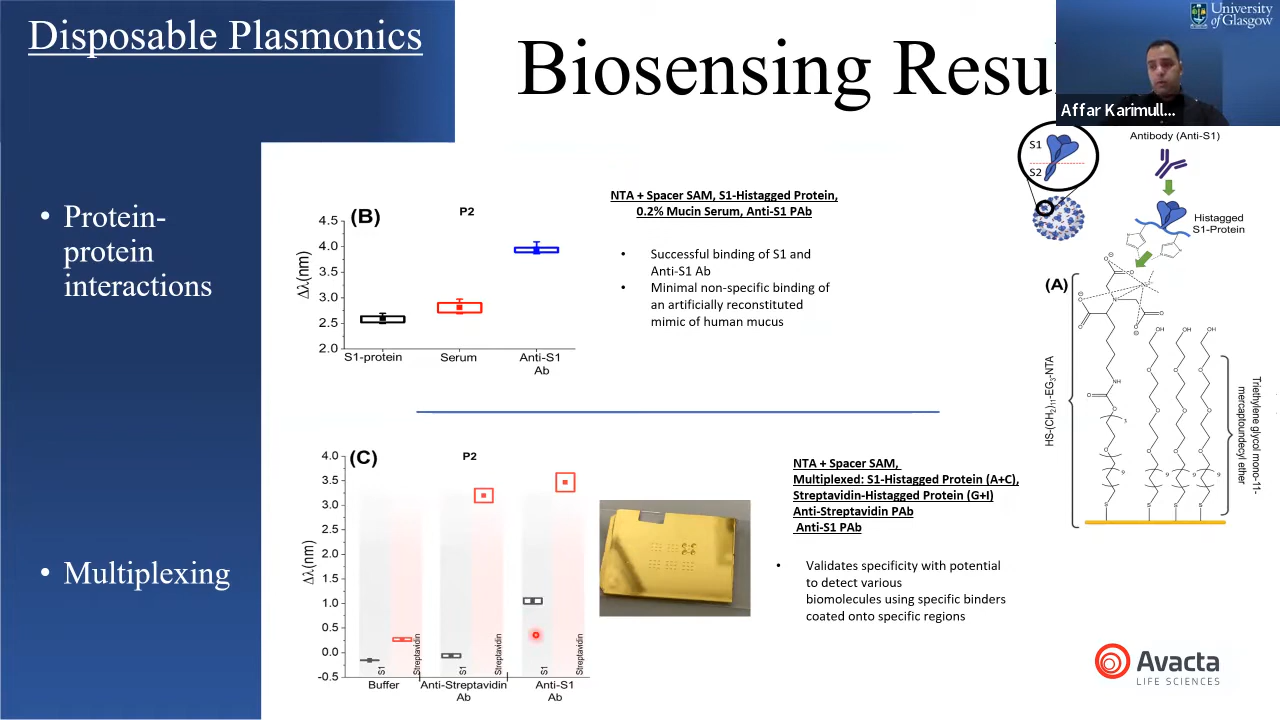 Disposable Plasmonics
Biosensing Resu
University
of Glasgow
Affar Karimull...
• Protein-
protein
interactions
• Multiplexing
(B)
P2
4.5
4.0
3.5
3.0
2.5
2.0
Δλ(nm)
S1-protein
Serum
Anti-S1
Ab
NTA + Spacer SAM, S1-Histagged Protein,
0.2% Mucin Serum, Anti-S1 PAb
• Successful binding of S1 and
Anti-S1 Ab
• Minimal non-specific binding of
an artificially reconstituted
mimic of human mucus
(C)
P2
4.0
3.5
3.0
2.5
2.0
1.5
1.0
0.5
0.0
-0.5
Δλ(nm)
S1
Streptavidin
S1
Streptavidin
S1
Streptavidin
Buffer
Anti-Streptavidin
Ab
Anti-S1
Ab
NTA + Spacer SAM,
Multiplexed: S1-Histagged Protein (A+C),
Streptavidin-Histagged Protein (G+I)
Anti-Streptavidin PAb
Anti-S1 PAb
• Validates specificity with potential
to detect various
biomolecules using specific binders
coated onto specific regions
S1
S2
Antibody (Anti-S1)
Histagged
S1-Protein
(A)
HS-(CH2)11-EG3-NTA
OH
OH
OH
NH
Triethylene glycol mono-11-
mercaptoundecyl ether
Avacta
LIFE SCIENCES